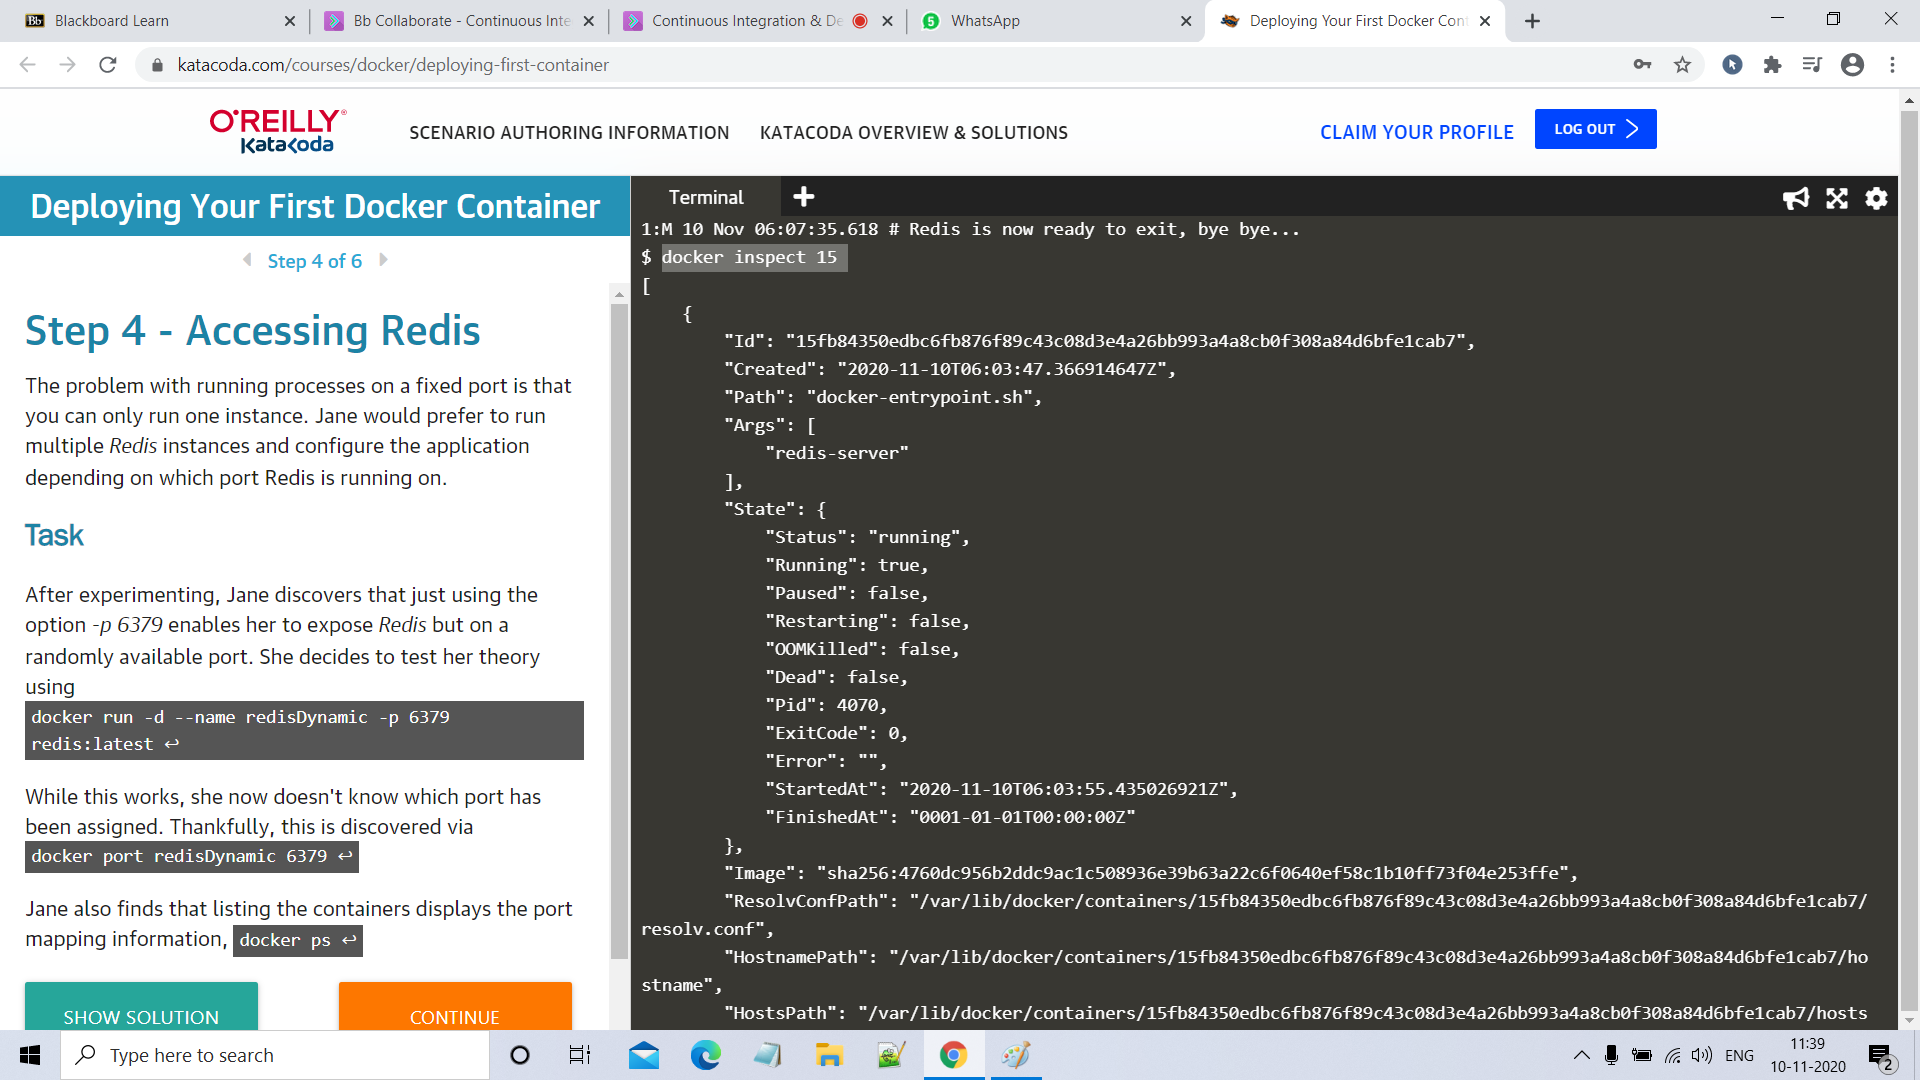 Blackboard Learn
Bb Collaborate - Continuous Inte
Continuous Integration & De
WhatsApp
Deploying Your First Docker Cont
katacoda.com/courses/docker/deploying-first-container
O'REILLY®
Katacoda
SCENARIO AUTHORING INFORMATION
KATACODA OVERVIEW & SOLUTIONS
CLAIM YOUR PROFILE
LOG OUT
Deploying Your First Docker Container
Step 4 of 6
Step 4 - Accessing Redis
The problem with running processes on a fixed port is that
you can only run one instance. Jane would prefer to run
multiple Redis instances and configure the application
depending on which port Redis is running on.
Task
After experimenting, Jane discovers that just using the
option -p 6379 enables her to expose Redis but on a
randomly available port. She decides to test her theory
using
docker run -d --name redisDynamic -p 6379
redis:latest ↩
While this works, she now doesn't know which port has
been assigned. Thankfully, this is discovered via
docker port redisDynamic 6379 ↩
Jane also finds that listing the containers displays the port
mapping information, docker ps ↩
SHOW SOLUTION
CONTINUE
Terminal
1:M 10 Nov 06:07:35.618 # Redis is now ready to exit, bye bye...
$ docker inspect 15
[
{
"Id": "15fb84350edbc6fb876f89c43c08d3e4a26bb993a4a8cb0f308a84d6bfe1cab7",
"Created": "2020-11-10T06:03:47.366914647Z",
"Path": "docker-entrypoint.sh",
"Args": [
"redis-server"
],
"State": {
"Status": "running",
"Running": true,
"Paused": false,
"Restarting": false,
"OOMKilled": false,
"Dead": false,
"Pid": 4070,
"ExitCode": 0,
"Error": "",
"StartedAt": "2020-11-10T06:03:55.435026921Z",
"FinishedAt": "0001-01-01T00:00:00Z"
},
"Image": "sha256:4760dc956b2ddc9ac1c508936e39b63a22c6f0640ef58c1b10ff73f04e253ffe",
"ResolvConfPath": "/var/lib/docker/containers/15fb84350edbc6fb876f89c43c08d3e4a26bb993a4a8cb0f308a84d6bfe1cab7/
resolv.conf",
"HostnamePath": "/var/lib/docker/containers/15fb84350edbc6fb876f89c43c08d3e4a26bb993a4a8cb0f308a84d6bfe1cab7/ho
stname",
"HostsPath": "/var/lib/docker/containers/15fb84350edbc6fb876f89c43c08d3e4a26bb993a4a8cb0f308a84d6bfe1cab7/hosts
Type here to search
ENG
11:39
10-11-2020
2